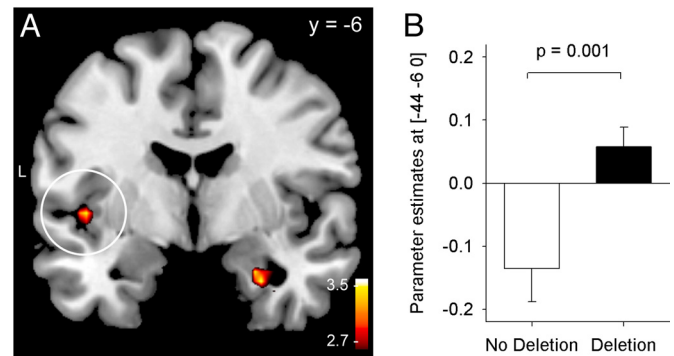 A
y = -6
L
3.5
2.7
B
Parameter estimates at [-44 -6 0]
p = 0.001
0.2
0.1
0.0
-0.1
-0.2
No Deletion
Deletion